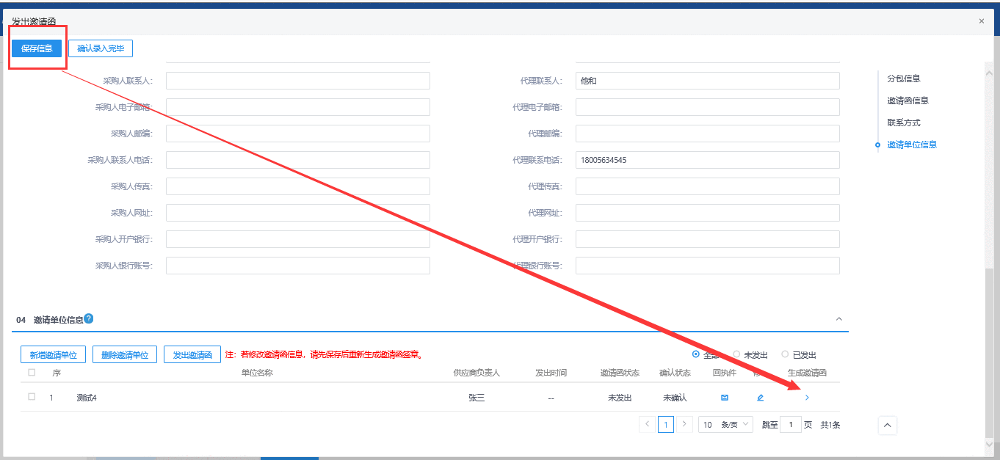 发出邀请函
×
保存信息 确认录入完毕
采购人联系人: 代理联系人: 他和
采购人电子邮箱: 代理电子邮箱:
采购人邮编: 代理邮编:
采购人联系人电话: 代理联系电话: 18005634545
采购人传真: 代理传真:
采购人网址: 代理网址:
采购人开户银行: 代理开户银行:
采购人银行账号: 代理银行账号:
分包信息
邀请函信息
联系方式
邀请单位信息
04 邀请单位信息 ?
新增邀请单位 删除邀请单位 发出邀请函 注：若修改邀请函信息，请先保存后重新生成邀请函签章。 全部 未发出 已发出
序 单位名称 供应商负责人 发出时间 邀请函状态 确认状态 回执件 生成邀请函
1 测试4 张三 -- 未发出 未确认
1 10 条/页 跳至 1 页 共1条